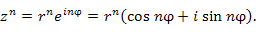 zⁿ = rⁿeⁱⁿᵠ = rⁿ(cos nφ + i sin nφ).